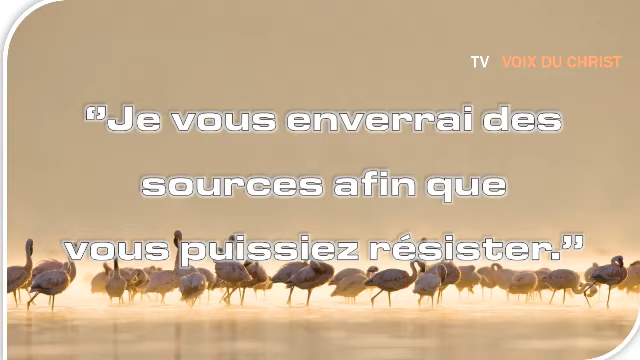 TV VOIX DU CHRIST
‘’Je vous enverrai des
sources afin que
vous puissiez résister.’’